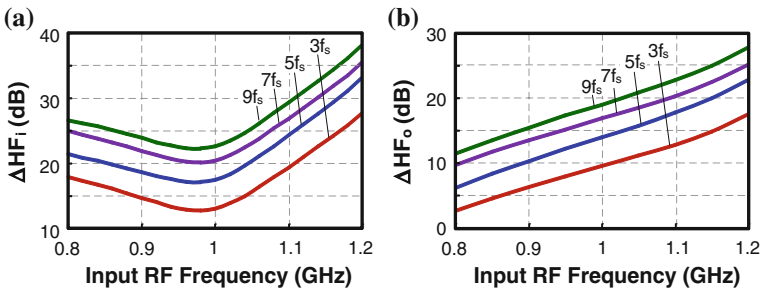 (a)
ΔHFi (dB)
40
30
20
10
3fs
5fs
7fs
9fs
0.8 0.9 1 1.1 1.2
Input RF Frequency (GHz)
(b)
ΔHFo (dB)
30
20
10
0
3fs
5fs
7fs
9fs
0.8 0.9 1 1.1 1.2
Input RF Frequency (GHz)